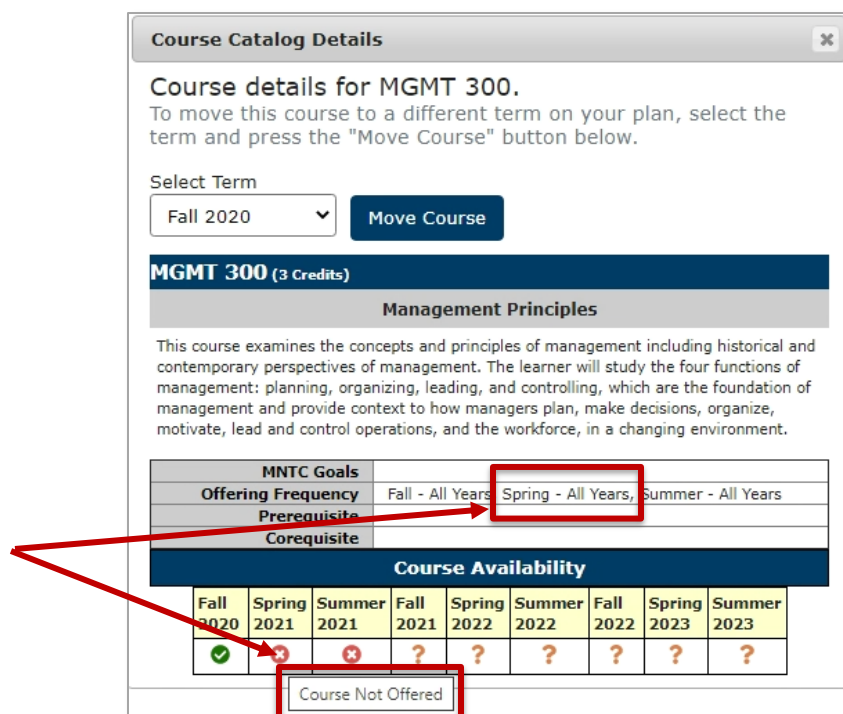 Course Catalog Details
Course details for MGMT 300.
To move this course to a different term on your plan, select the
term and press the "Move Course" button below.
Select Term
Fall 2020
Move Course
MGMT 300 (3 Credits)
Management Principles
This course examines the concepts and principles of management including historical and
contemporary perspectives of management. The learner will study the four functions of
management: planning, organizing, leading, and controlling, which are the foundation of
management and provide context to how managers plan, make decisions, organize,
motivate, lead and control operations, and the workforce, in a changing environment.
MNTC Goals
Offering Frequency Fall - All Years, Spring - All Years, Summer - All Years
Prerequisite
Corequisite
Course Availability
Fall Spring Summer Fall Spring Summer Fall Spring Summer
2020 2021 2021 2021 2022 2022 2022 2023 2023
? ? ? ? ? ?
Course Not Offered